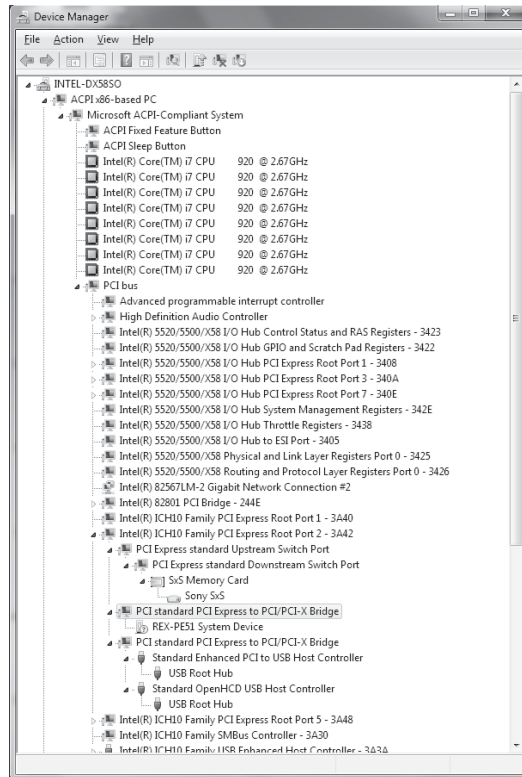 Device Manager
File Action View Help
INTEL-DX58SO
ACPI x86-based PC
Microsoft ACPI-Compliant System
ACPI Fixed Feature Button
ACPI Sleep Button
Intel(R) Core(TM) i7 CPU 920 @ 2.67GHz
Intel(R) Core(TM) i7 CPU 920 @ 2.67GHz
Intel(R) Core(TM) i7 CPU 920 @ 2.67GHz
Intel(R) Core(TM) i7 CPU 920 @ 2.67GHz
Intel(R) Core(TM) i7 CPU 920 @ 2.67GHz
Intel(R) Core(TM) i7 CPU 920 @ 2.67GHz
Intel(R) Core(TM) i7 CPU 920 @ 2.67GHz
Intel(R) Core(TM) i7 CPU 920 @ 2.67GHz
PCI bus
Advanced programmable interrupt controller
High Definition Audio Controller
Intel(R) 5520/5500/X58 I/O Hub Control Status and RAS Registers - 3423
Intel(R) 5520/5500/X58 I/O Hub GPIO and Scratch Pad Registers - 3422
Intel(R) 5520/5500/X58 I/O Hub PCI Express Root Port 1 - 3408
Intel(R) 5520/5500/X58 I/O Hub PCI Express Root Port 3 - 340A
Intel(R) 5520/5500/X58 I/O Hub PCI Express Root Port 7 - 340E
Intel(R) 5520/5500/X58 I/O Hub System Management Registers - 342E
Intel(R) 5520/5500/X58 I/O Hub Throttle Registers - 3438
Intel(R) 5520/5500/X58 I/O Hub to ESI Port - 3405
Intel(R) 5520/5500/X58 Physical and Link Layer Registers Port 0 - 3425
Intel(R) 5520/5500/X58 Routing and Protocol Layer Registers Port 0 - 3426
Intel(R) 82567LM-2 Gigabit Network Connection #2
Intel(R) 82801 PCI Bridge - 244E
Intel(R) ICH10 Family PCI Express Root Port 1 - 3A40
Intel(R) ICH10 Family PCI Express Root Port 2 - 3A42
PCI Express standard Upstream Switch Port
PCI Express standard Downstream Switch Port
SxS Memory Card
Sony SxS
PCI standard PCI Express to PCI/PCI-X Bridge
REX-PE51 System Device
PCI standard PCI Express to PCI/PCI-X Bridge
Standard Enhanced PCI to USB Host Controller
USB Root Hub
Standard OpenHCD USB Host Controller
USB Root Hub
Intel(R) ICH10 Family PCI Express Root Port 5 - 3A48
Intel(R) ICH10 Family SMBus Controller - 3A30
Intel(R) ICH10 Family USB Enhanced Host Controller - 3A3A